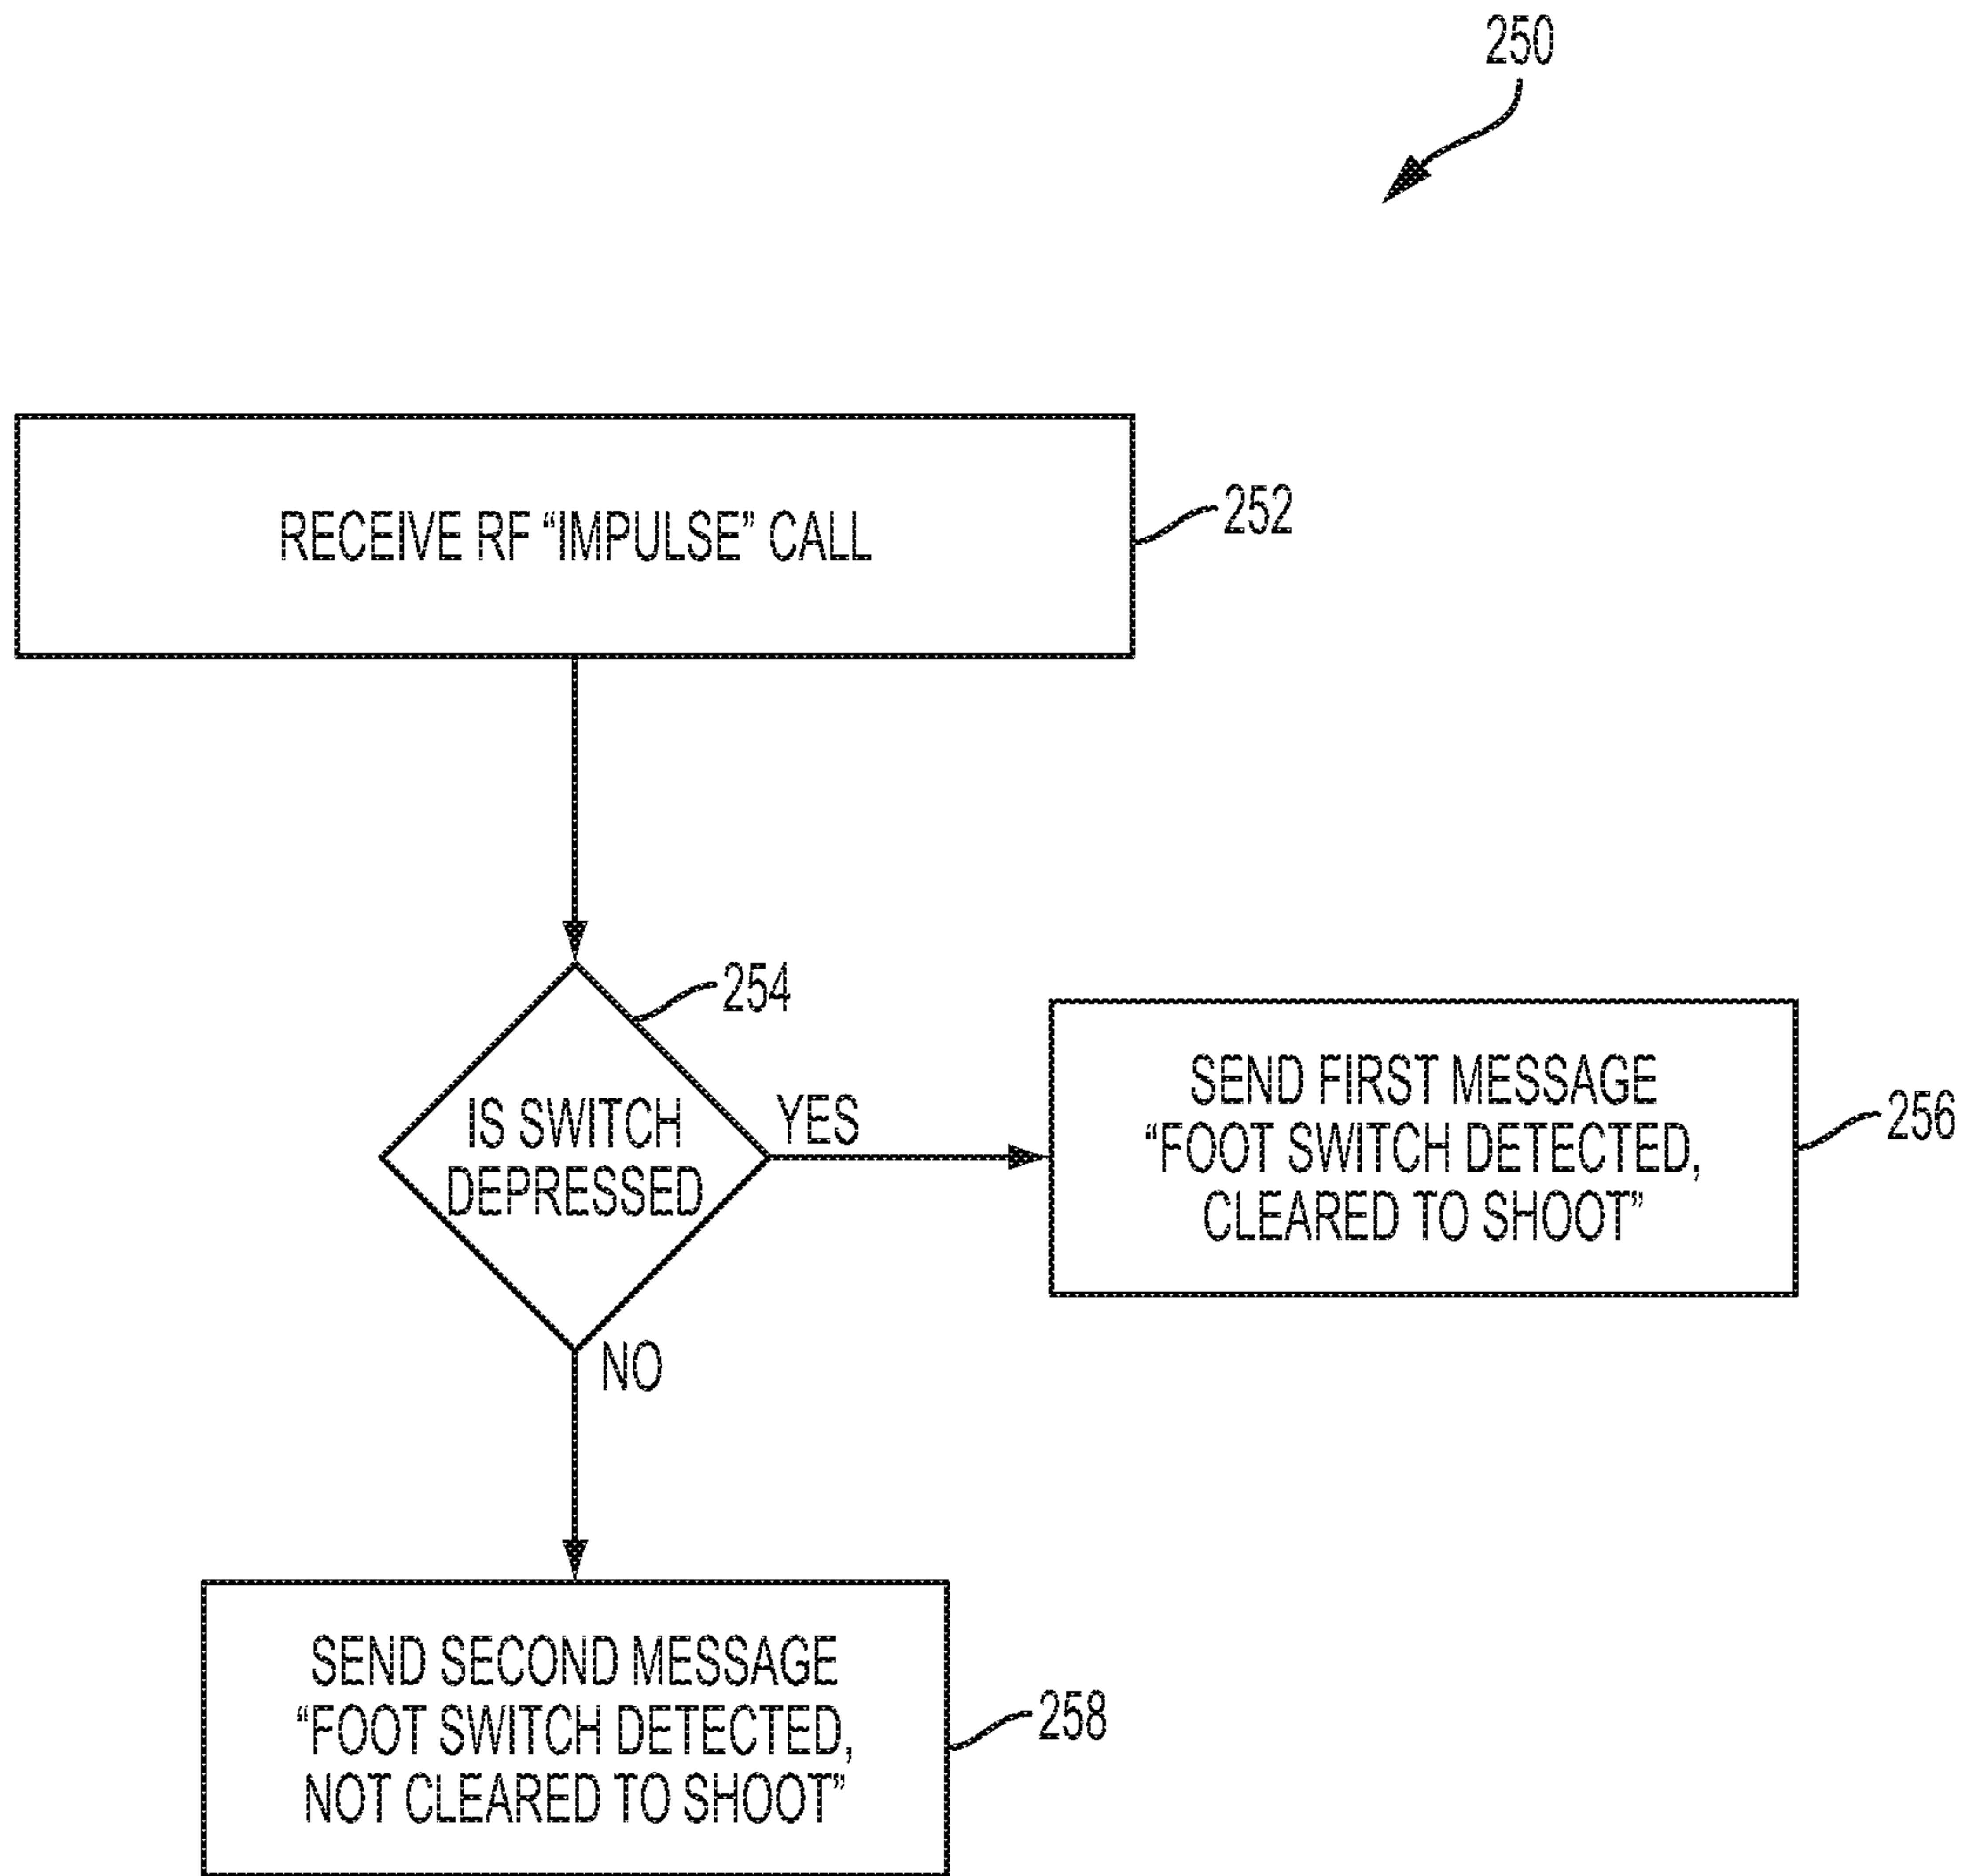 250
RECEIVE RF “IMPULSE” CALL
252
254
IS SWITCH
DEPRESSED
YES
SEND FIRST MESSAGE
“FOOT SWITCH DETECTED,
CLEARED TO SHOOT”
256
NO
SEND SECOND MESSAGE
“FOOT SWITCH DETECTED,
NOT CLEARED TO SHOOT”
258